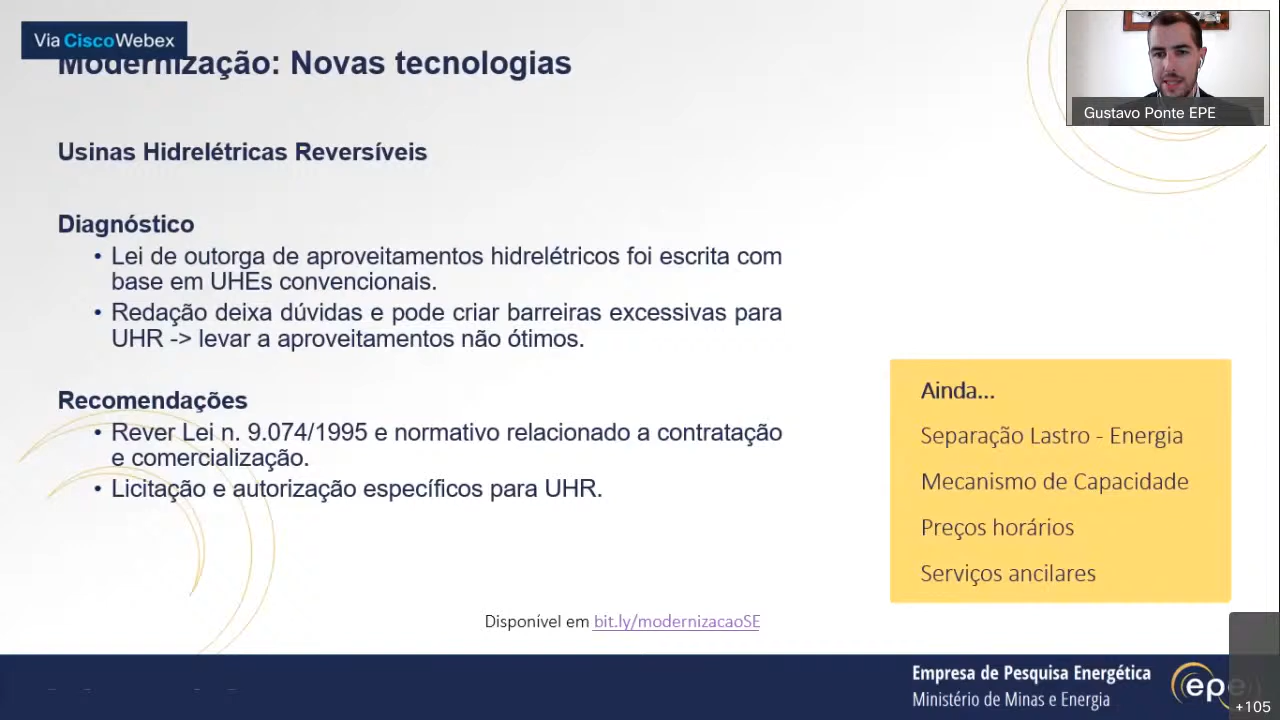 Via CiscoWebex
Modernização: Novas tecnologias
Gustavo Ponte EPE
Usinas Hidrelétricas Reversíveis
Diagnóstico
• Lei de outorga de aproveitamentos hidrelétricos foi escrita com
base em UHEs convencionais.
• Redação deixa dúvidas e pode criar barreiras excessivas para
UHR -> levar a aproveitamentos não ótimos.
Recomendações
• Rever Lei n. 9.074/1995 e normativo relacionado a contratação
e comercialização.
• Licitação e autorização específicos para UHR.
Ainda...
Separação Lastro - Energia
Mecanismo de Capacidade
Preços horários
Serviços ancilares
Disponível em bit.ly/modernizacaoSE
Empresa de Pesquisa Energética
Ministério de Minas e Energia
epe
+105